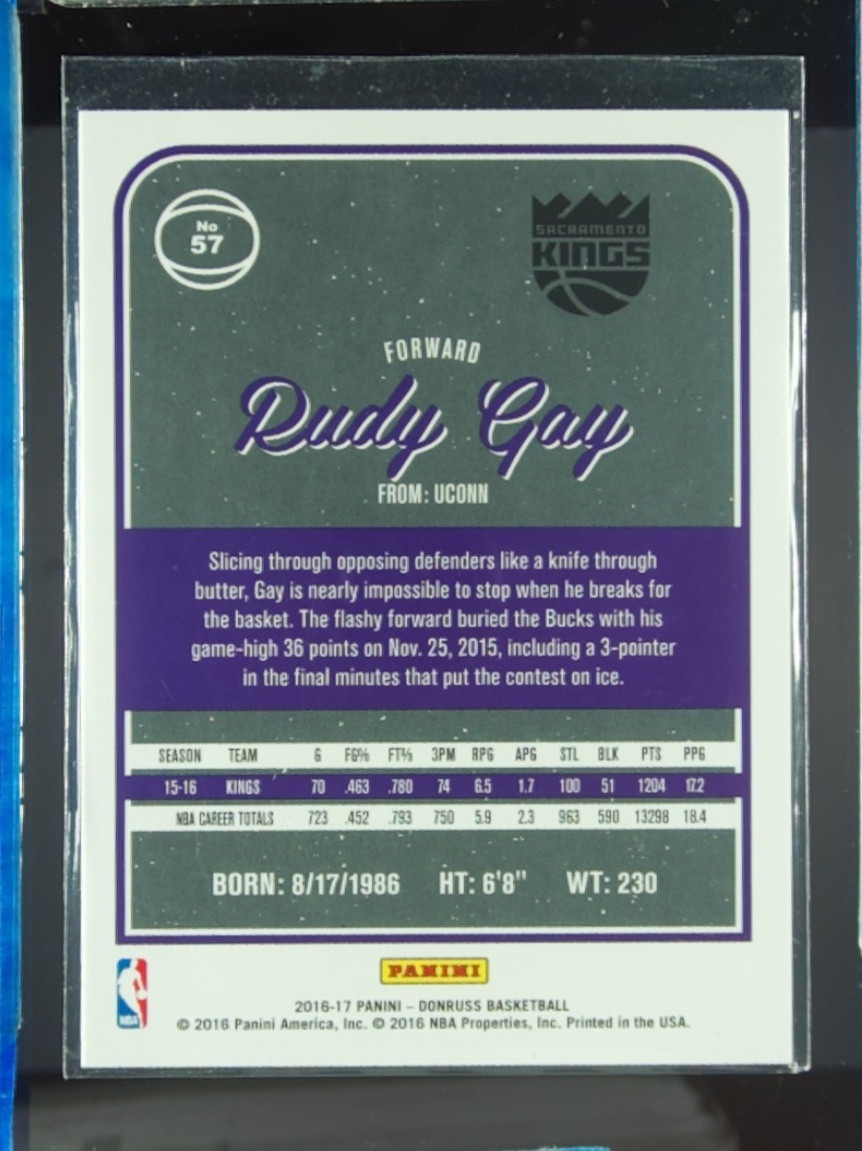 No
57
SACRAMENTO
KINGS
FORWARD
Rudy Gay
FROM: UCONN
Slicing through opposing defenders like a knife through
butter, Gay is nearly impossible to stop when he breaks for
the basket. The flashy forward buried the Bucks with his
game-high 36 points on Nov. 25, 2015, including a 3-pointer
in the final minutes that put the contest on ice.
SEASON TEAM G FG% FT% 3PM RPG APG STL BLK PTS PPG
15-16 KINGS 70 .463 .780 74 6.5 1.7 100 51 1204 17.2
NBA CAREER TOTALS 723 .452 .793 750 5.9 2.3 963 590 13298 18.4
BORN: 8/17/1986 HT: 6'8" WT: 230
PANINI
NBA
2016-17 PANINI – DONRUSS BASKETBALL
© 2016 Panini America, Inc. © 2016 NBA Properties, Inc. Printed in the USA.